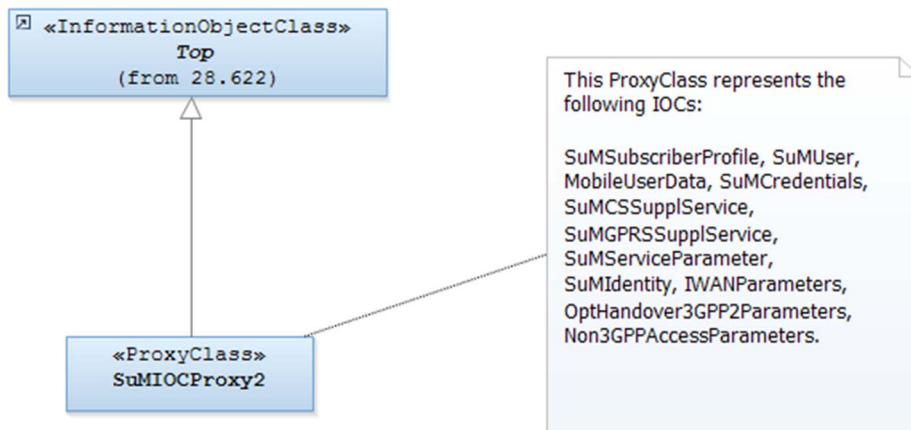 «InformationObjectClass»
Top
(from 28.622)
This ProxyClass represents the
following IOCs:
SuMSubscriberProfile, SuMUser,
MobileUserData, SuMCredentials,
SuMCSSupplService,
SuMGPRSSupplService,
SuMServiceParameter,
SuMIdentity, IWANParameters,
OptHandover3GPP2Parameters,
Non3GPPAccessParameters.
«ProxyClass»
SuMIOCProxy2